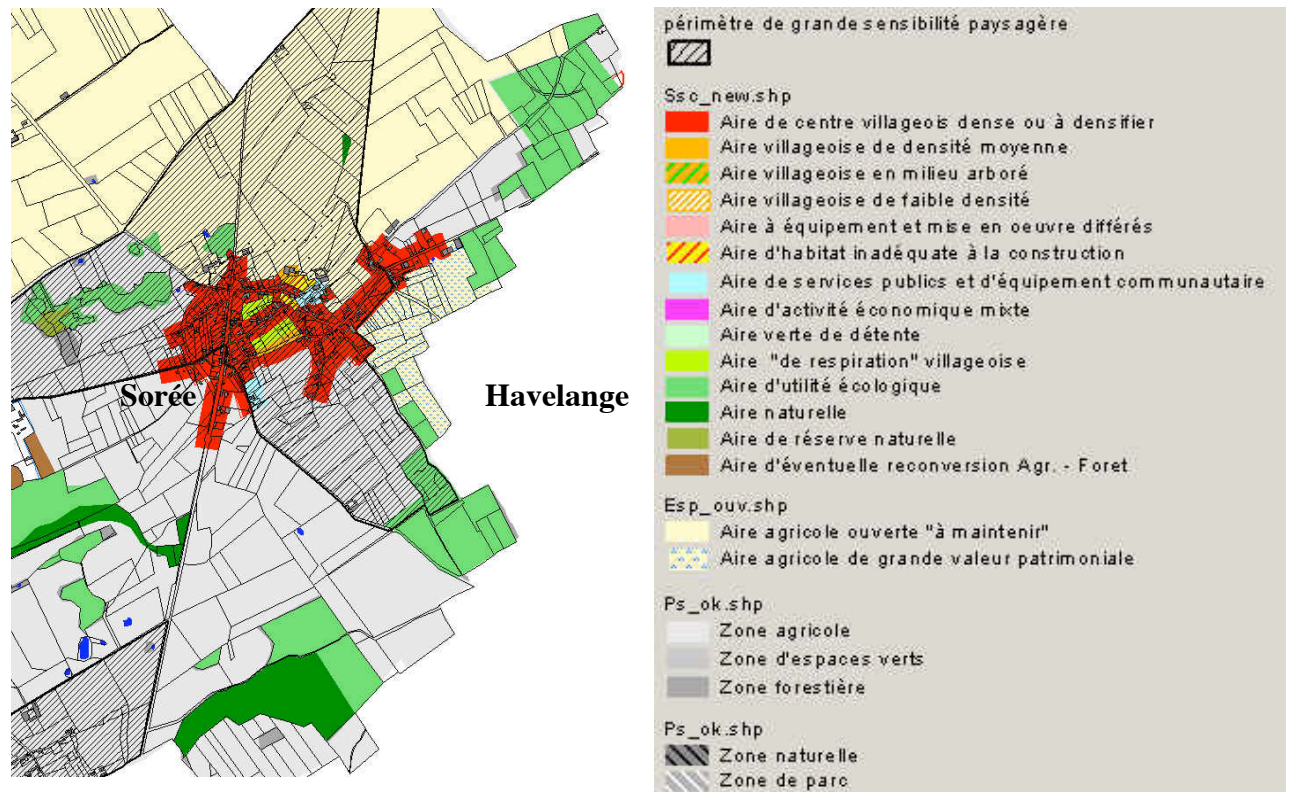 Sorée
Havelange
périmètre de grande sensibilité paysagère
Ssc_new.shp
Aire de centre villageois dense ou à densifier
Aire villageoise de densité moyenne
Aire villageoise en milieu arboré
Aire villageoise de faible densité
Aire à équipement et mise en oeuvre différés
Aire d'habitat inadéquate à la construction
Aire de services publics et d'équipement communautaire
Aire d'activité économique mixte
Aire verte de détente
Aire "de respiration" villageoise
Aire d'utilité écologique
Aire naturelle
Aire de réserve naturelle
Aire d'éventuelle reconversion Agr. - Foret
Esp_ouv.shp
Aire agricole ouverte "à maintenir"
Aire agricole de grande valeur patrimoniale
Ps_ok.shp
Zone agricole
Zone d'espaces verts
Zone forestière
Ps_ok.shp
Zone naturelle
Zone de parc